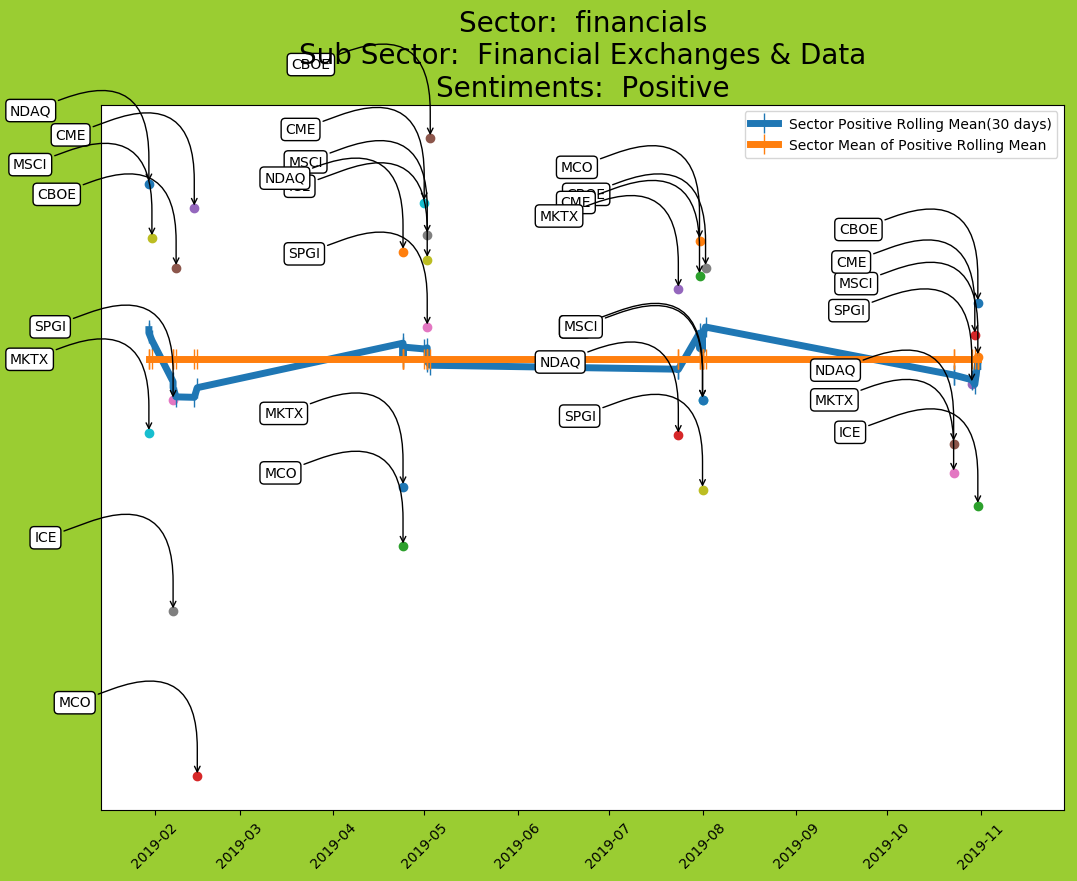 Sector:  financials
Sub Sector:  Financial Exchanges & Data
Sentiments:  Positive
Sector Positive Rolling Mean(30 days)
Sector Mean of Positive Rolling Mean
NDAQ
CME
MSCI
CBOE
SPGI
MKTX
ICE
MCO
CBOE
CME
MSCI
NDAQ
ICE
SPGI
MKTX
MCO
MCO
CBOE
CME
MKTX
MSCI
NDAQ
SPGI
CBOE
CME
MSCI
SPGI
NDAQ
MKTX
ICE
2019-02
2019-03
2019-04
2019-05
2019-06
2019-07
2019-08
2019-09
2019-10
2019-11